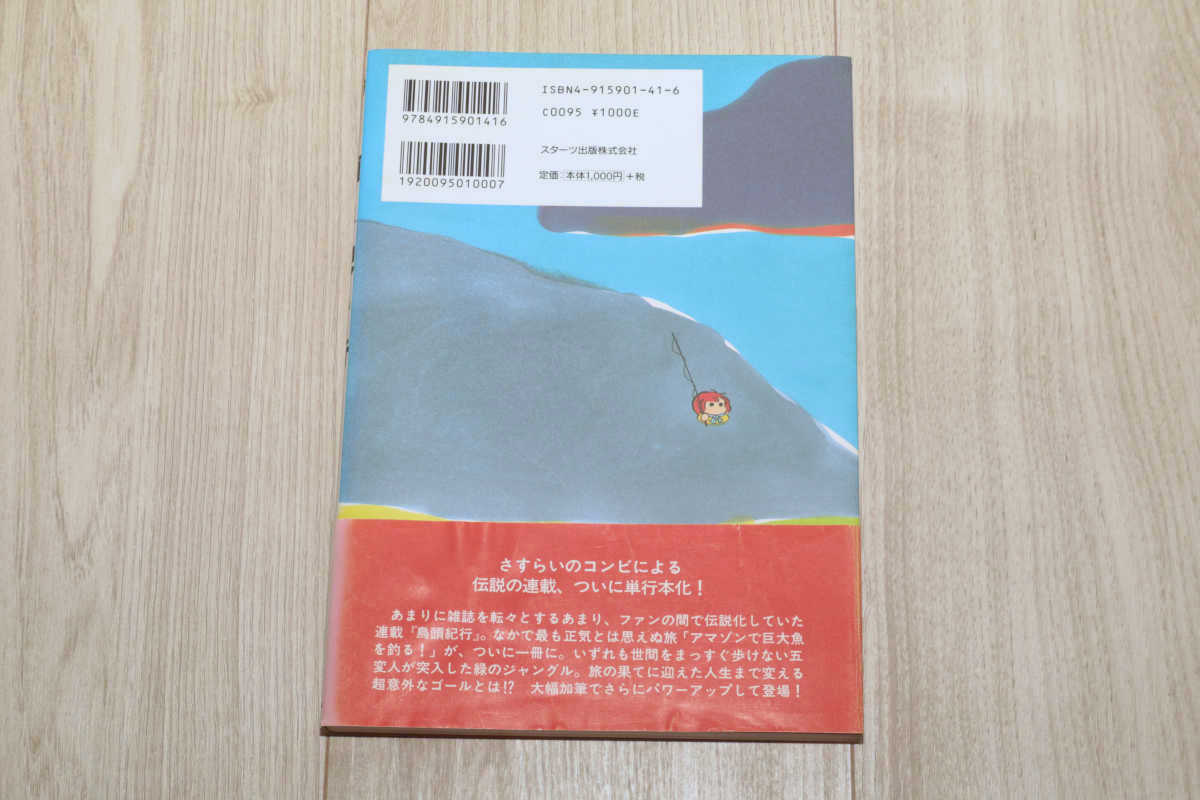 ISBN4-915901-41-6
9784915901416
C0095 ¥1000E
スターツ出版株式会社
1920095010007
定価:本体1,000円+税
さすらいのコンビによる
伝説の連載、ついに単行本化!
あまりに雑誌を転々とするあまり、ファンの間で伝説化していた
連載『鳥頭紀行』。なかで最も正気とは思えぬ旅「アマゾンで巨大魚
を釣る!」が、ついに一冊に。いずれも世間をまっすぐ歩けない五
変人が突入した緑のジャングル。旅の果てに迎えた人生まで変える
超意外なゴールとは!? 大幅加筆でさらにパワーアップして登場!